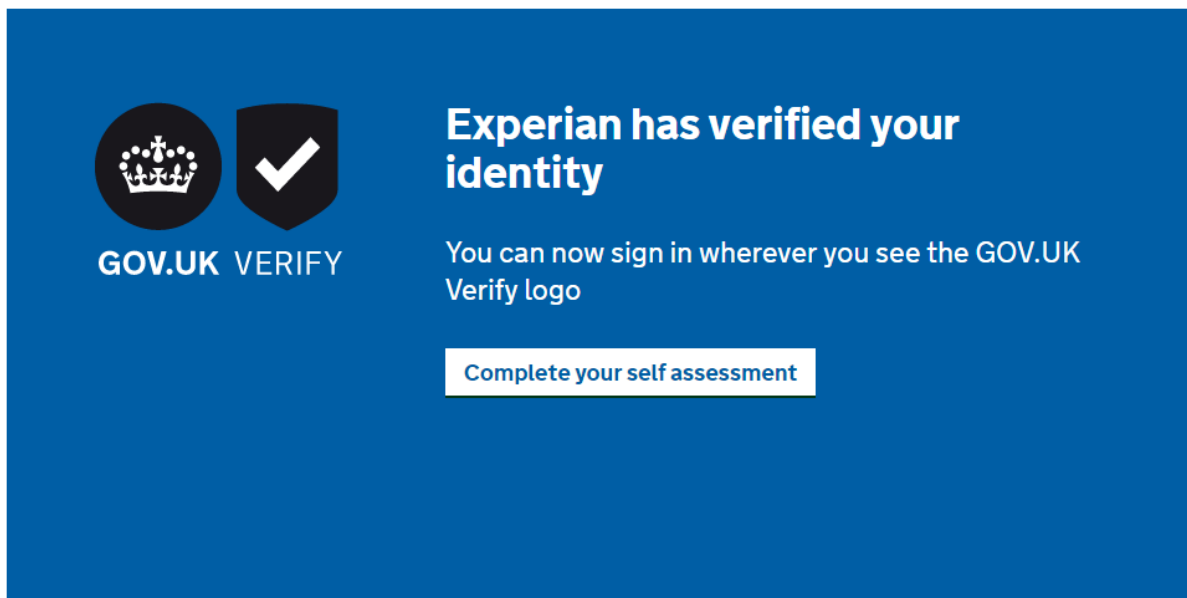 Experian has verified your
identity
GOV.UK VERIFY
You can now sign in wherever you see the GOV.UK
Verify logo
Complete your self assessment